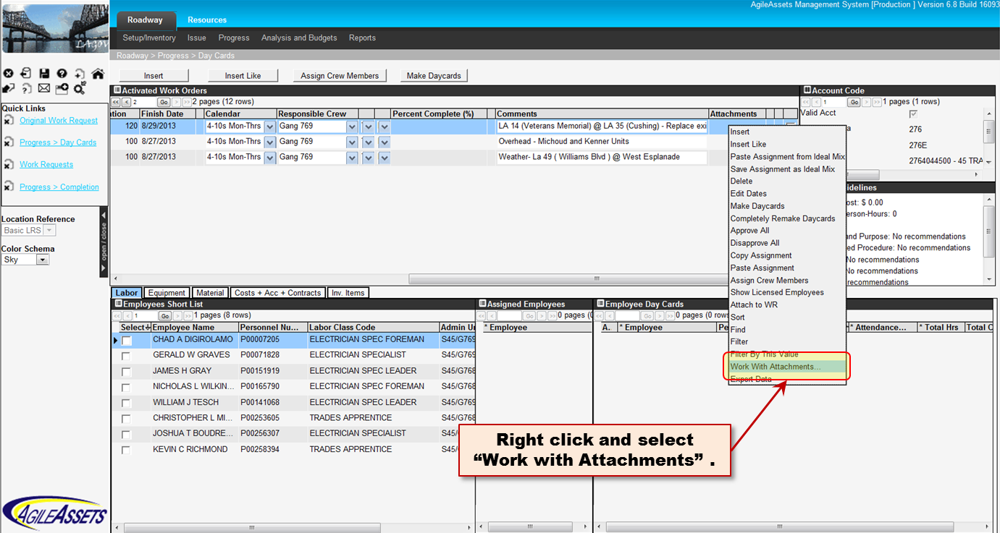 AgileAssets Management System [Production ] Version 6.8 Build 16093
LAGOV
Roadway Resources
Setup/Inventory Issue Progress Analysis and Budgets Reports
Roadway > Progress > Day Cards
Insert Insert Like Assign Crew Members Make Daycards
Quick Links
Original Work Request
Progress > Day Cards
Work Requests
Progress > Completion
Location Reference
Basic LRS
Color Schema
Sky
open / close
AGILEASSETS
Activated Work Orders
<< < 2 Go > >> 2 pages (12 rows)
tion Finish Date Calendar Responsible Crew Percent Complete (%) Comments Attachments
120 8/29/2013 4-10s Mon-Thrs Gang 769 LA 14 (Veterans Memorial) @ LA 35 (Cushing) - Replace exi
100 8/27/2013 4-10s Mon-Thrs Gang 769 Overhead - Michoud and Kenner Units
100 8/27/2013 4-10s Mon-Thrs Gang 769 Weather- La 49 ( Williams Blvd ) @ West Esplanade
Account Code
<< < 1 Go > >> 1 pages (1 rows)
Valid Acct
a 276
276E
2764044500 - 45 TRA
idelines
ost: $ 0.00
erson-Hours: 0
and Purpose: No recommendations
ed Procedure: No recommendations
No recommendations
No recommendations
recommendations
Insert
Insert Like
Paste Assignment from Ideal Mix
Save Assignment as Ideal Mix
Delete
Edit Dates
Make Daycards
Completely Remake Daycards
Approve All
Disapprove All
Copy Assignment
Paste Assignment
Assign Crew Members
Show Licensed Employees
Attach to WR
Sort
Find
Filter
Filter By This Value
Work With Attachments...
Export Data
Labor Equipment Material Costs + Acc + Contracts Inv. Items
Employees Short List
<< < 1 Go > >> 1 pages (8 rows)
Select Employee Name Personnel Nu... Labor Class Code Admin Un
CHAD A DIGIROLAMO P00007205 ELECTRICIAN SPEC FOREMAN S45/G769
GERALD W GRAVES P00071828 ELECTRICIAN SPECIALIST S45/G769
JAMES H GRAY P00151919 ELECTRICIAN SPEC LEADER S45/G769
NICHOLAS L WILKIN... P00165790 ELECTRICIAN SPEC FOREMAN S45/G768
WILLIAM J TESCH P00141068 ELECTRICIAN SPEC LEADER S45/G769
CHRISTOPHER L MI... P00253605 TRADES APPRENTICE S45/G768
JOSHUA T BOUDRE... P00256307 ELECTRICIAN SPECIALIST S45/G769
KEVIN C RICHMOND P00258394 TRADES APPRENTICE S45/
Assigned Employees
<< < Go > >> 0 pages (
* Employee
Employee Day Cards
<< < Go > >> 0 pages (0 rows
A.. * Employee Pe * Attendance... * Total Hrs Total C
Right click and select
“Work with Attachments” .